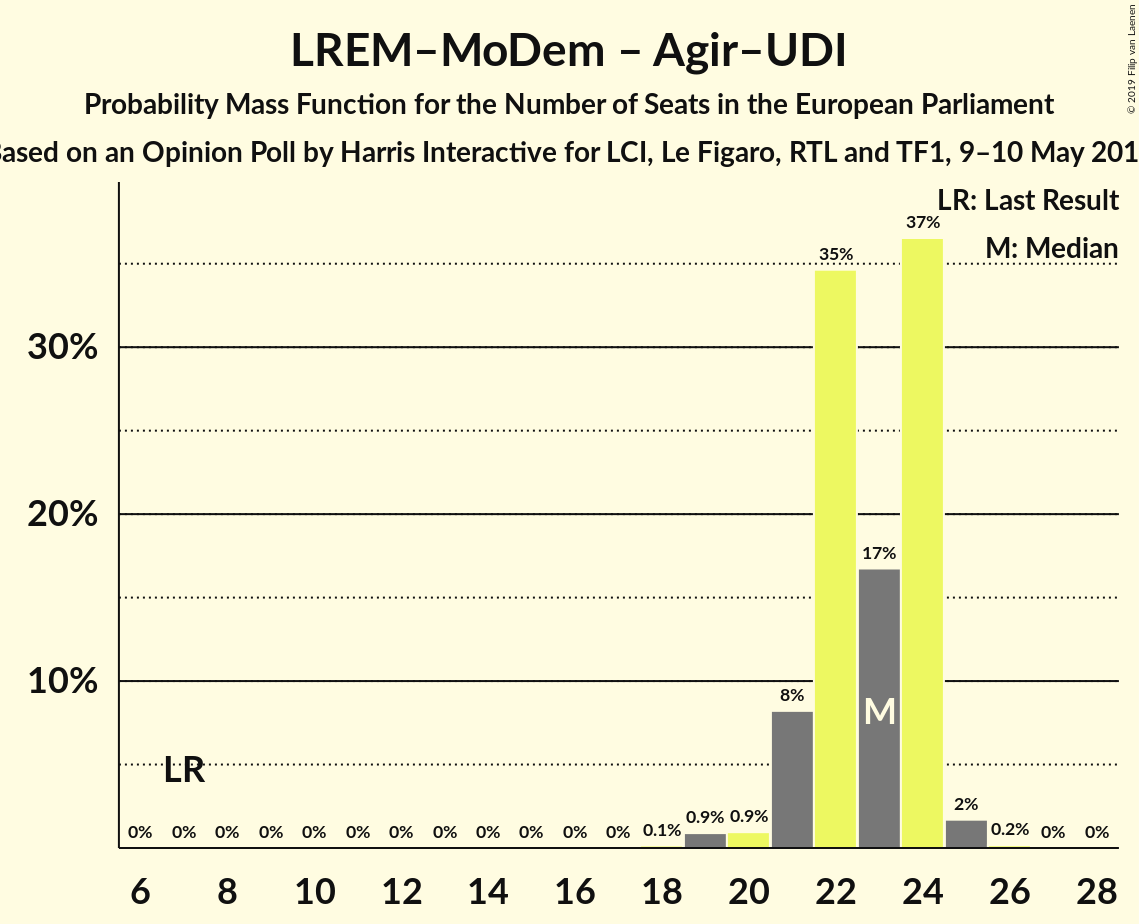 LREM–MoDem – Agir–UDI
Probability Mass Function for the Number of Seats in the European Parliament
Based on an Opinion Poll by Harris Interactive for LCI, Le Figaro, RTL and TF1, 9–10 May 201
© 2019 Filip van Laenen
LR: Last Result
M: Median
30%
20%
10%
0% 0% 0% 0% 0% 0% 0% 0% 0% 0% 0% 0% 0.1% 0.9% 0.9% 8% 35% 17% 37% 2% 0.2% 0% 0%
LR
M
6 8 10 12 14 16 18 20 22 24 26 28